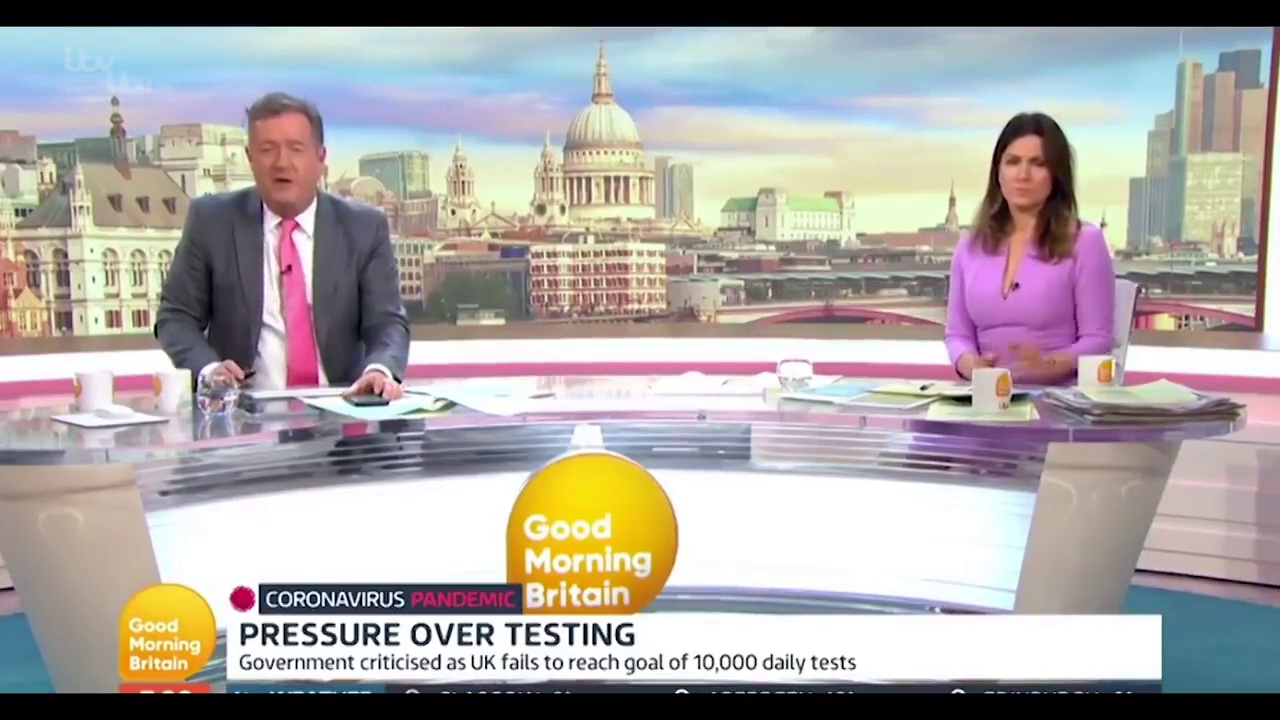 itv
Good
Morning
Britain
CORONAVIRUS PANDEMIC
PRESSURE OVER TESTING
Government criticised as UK fails to reach goal of 10,000 daily tests
Good
Morning
Britain